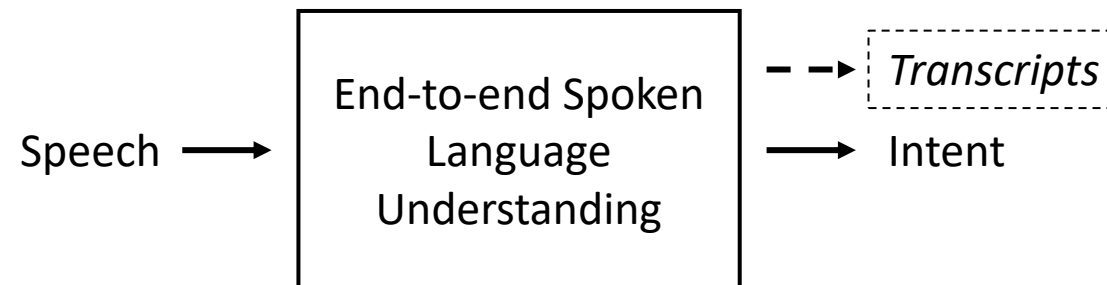 Speech
End-to-end Spoken
Language
Understanding
Transcripts
Intent